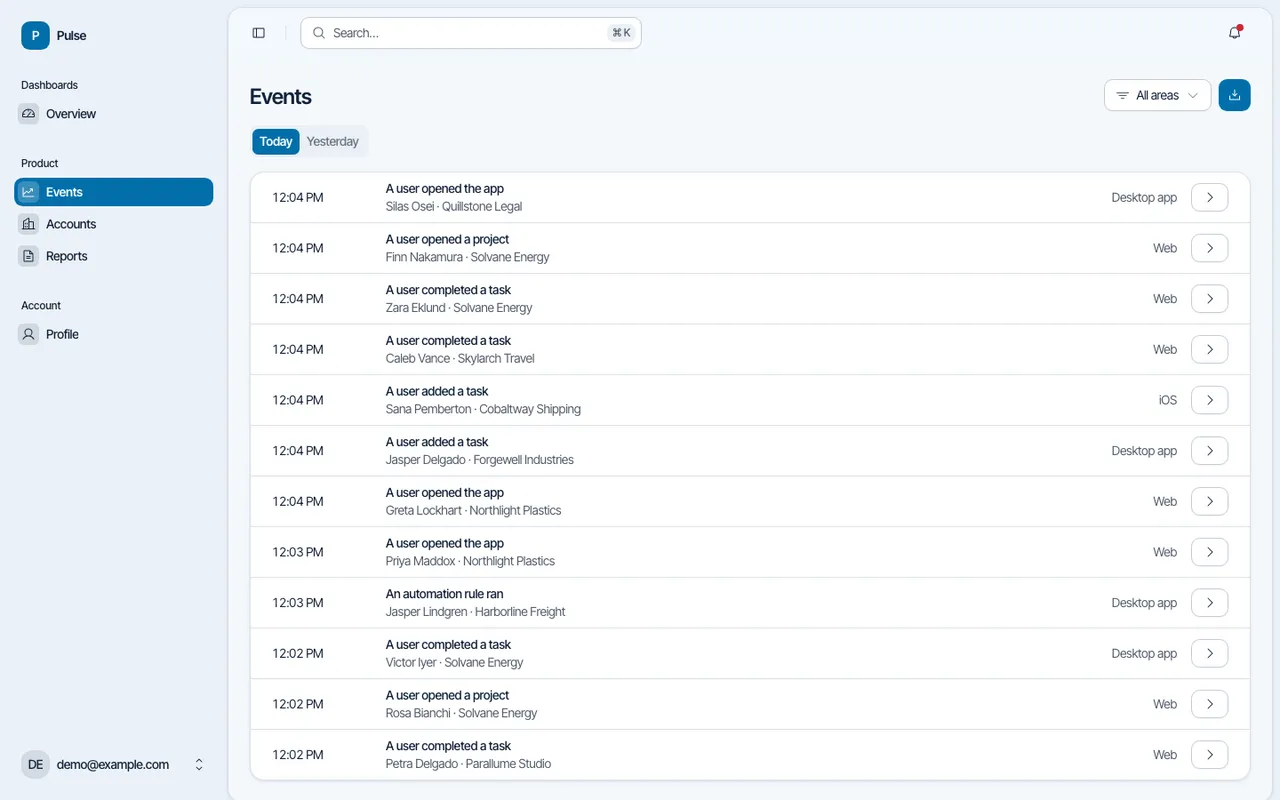 P Pulse
Dashboards
Overview
Product
Events
Accounts
Reports
Account
Profile
DE demo@example.com
Search... ⌘K
Events
All areas
Today Yesterday
12:04 PM A user opened the app Desktop app
Silas Osei · Quillstone Legal
12:04 PM A user opened a project Web
Finn Nakamura · Solvane Energy
12:04 PM A user completed a task Web
Zara Eklund · Solvane Energy
12:04 PM A user completed a task Web
Caleb Vance · Skylarch Travel
12:04 PM A user added a task iOS
Sana Pemberton · Cobaltway Shipping
12:04 PM A user added a task Desktop app
Jasper Delgado · Forgewell Industries
12:04 PM A user opened the app Web
Greta Lockhart · Northlight Plastics
12:03 PM A user opened the app Web
Priya Maddox · Northlight Plastics
12:03 PM An automation rule ran Desktop app
Jasper Lindgren · Harborline Freight
12:02 PM A user completed a task Desktop app
Victor Iyer · Solvane Energy
12:02 PM A user opened a project Web
Rosa Bianchi · Solvane Energy
12:02 PM A user completed a task Web
Petra Delgado · Parallume Studio